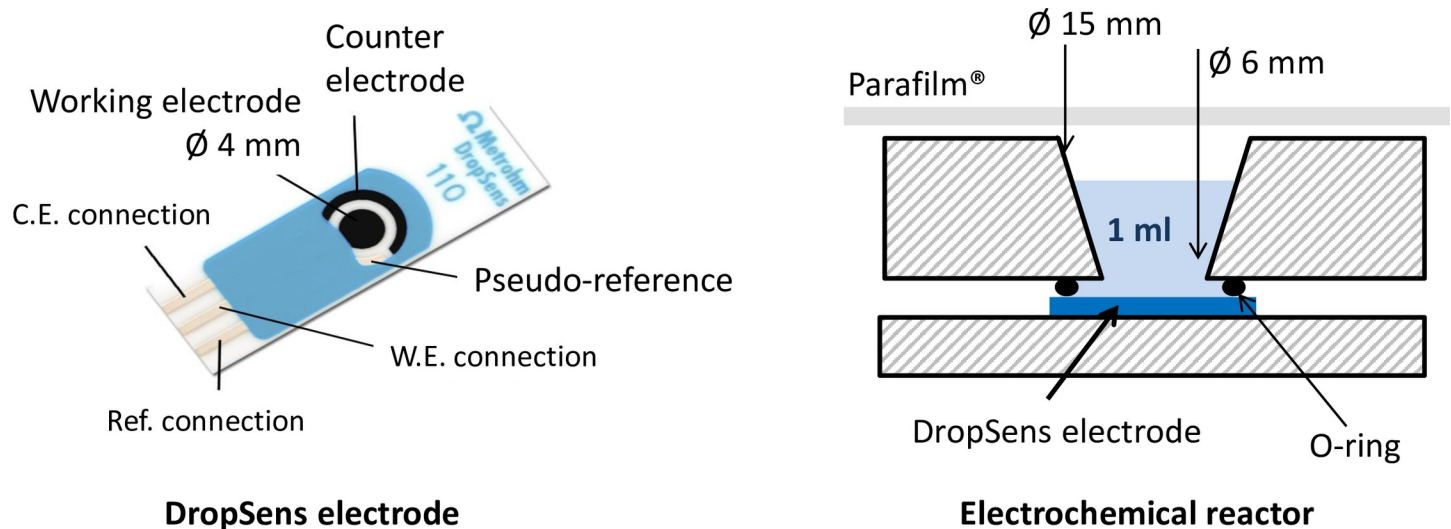 Counter
electrode
Working electrode
Ø 4 mm
C.E. connection
Ω Metrohm
DropSens
110
Pseudo-reference
W.E. connection
Ref. connection
DropSens electrode
Ø 15 mm
Ø 6 mm
Parafilm®
1 ml
DropSens electrode
O-ring
Electrochemical reactor